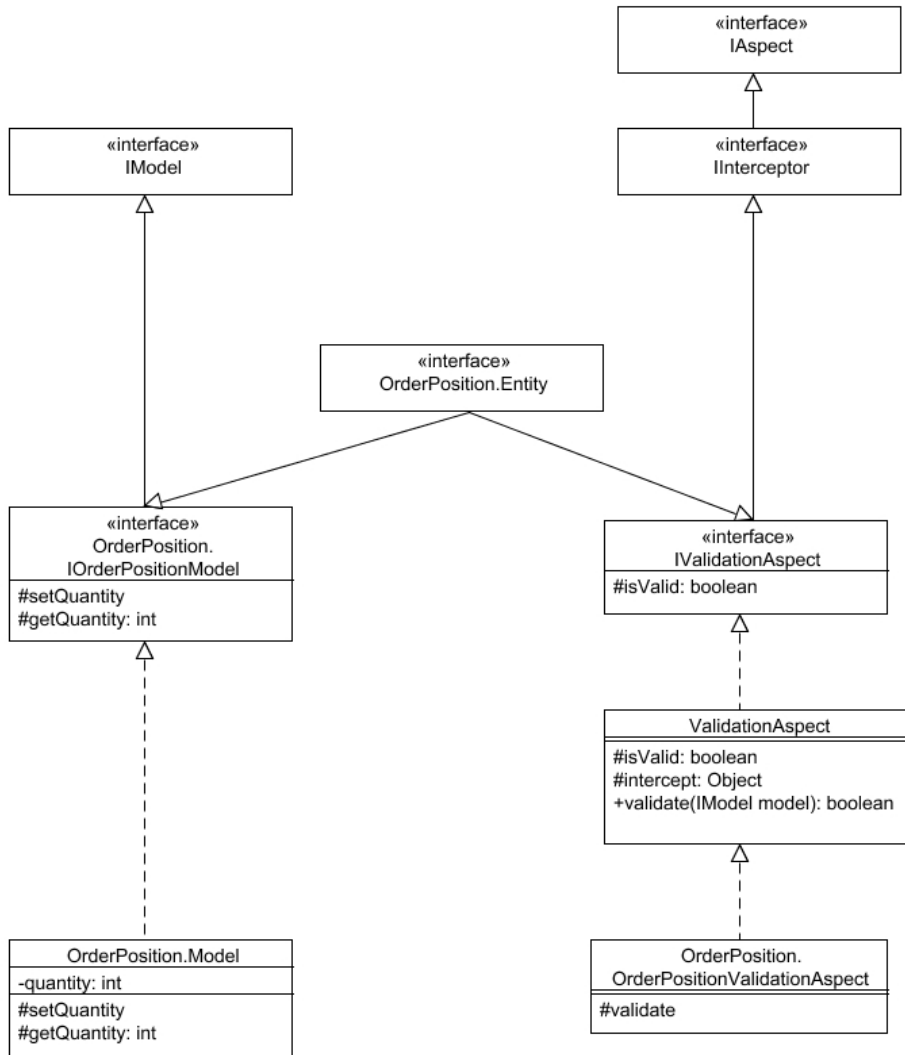 «interface»
IAspect
«interface»
IModel
«interface»
IInterceptor
«interface»
OrderPosition.Entity
«interface»
OrderPosition.
IOrderPositionModel
#setQuantity
#getQuantity: int
«interface»
IValidationAspect
#isValid: boolean
ValidationAspect
#isValid: boolean
#intercept: Object
+validate(IModel model): boolean
OrderPosition.Model
-quantity: int
#setQuantity
#getQuantity: int
OrderPosition.
OrderPositionValidationAspect
#validate